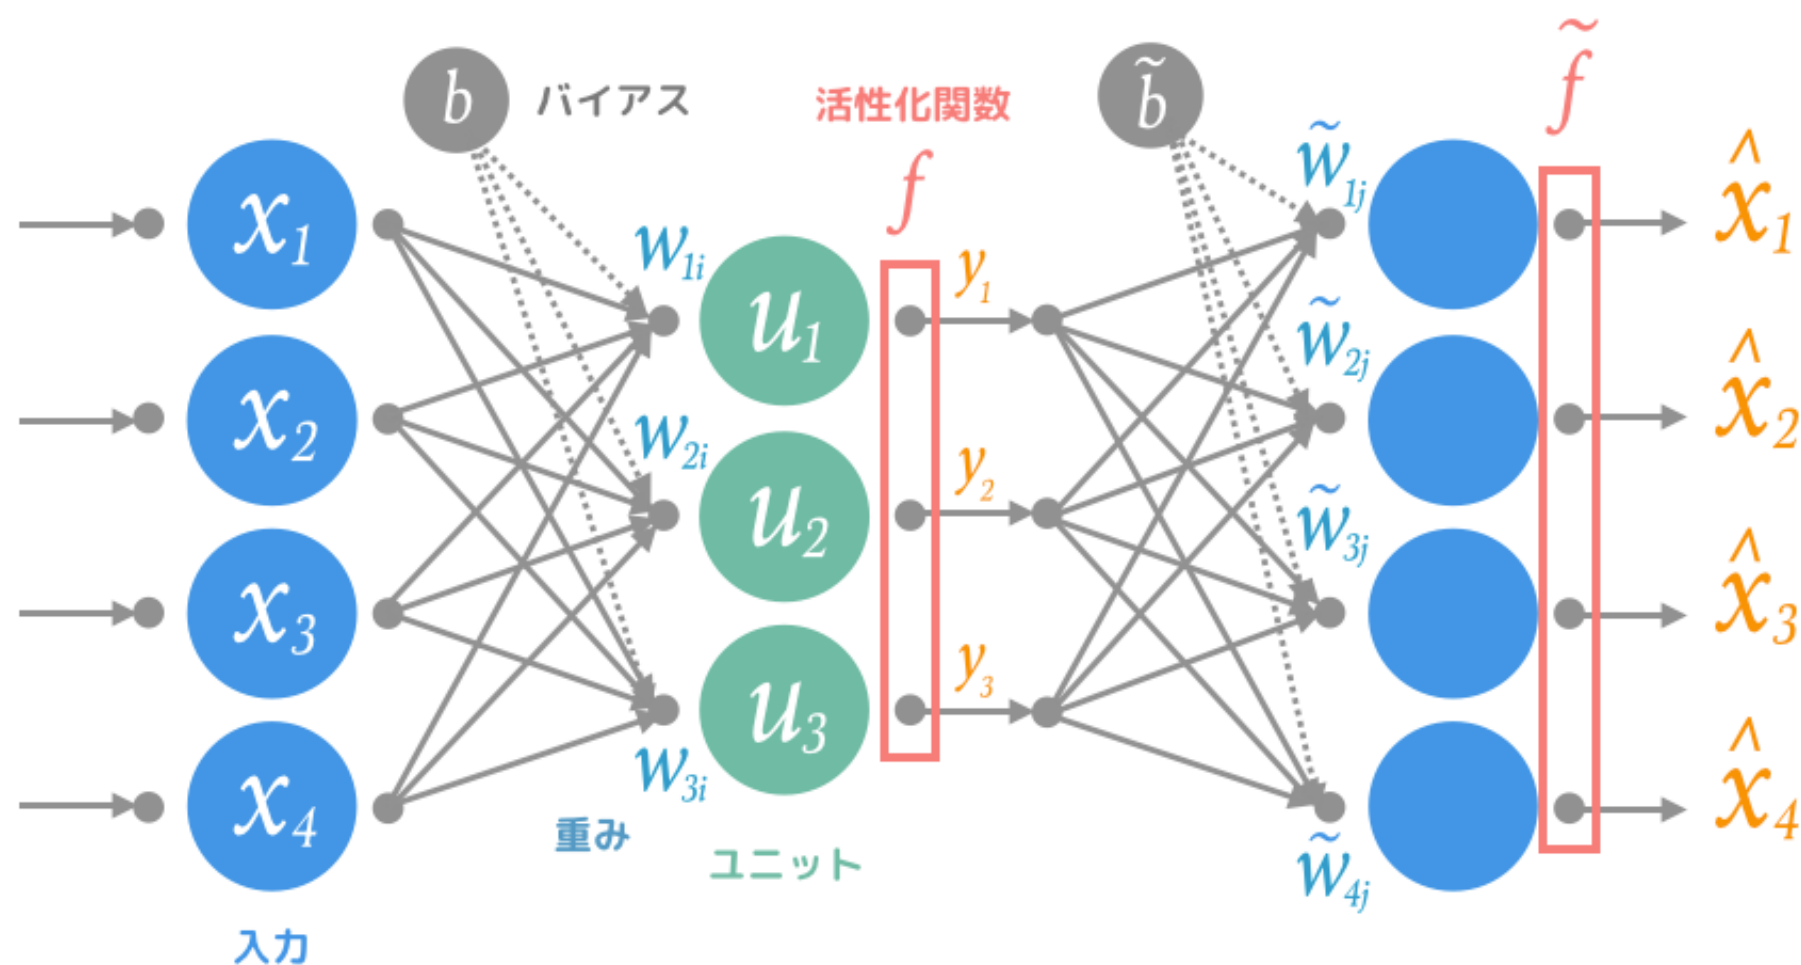 b バイアス
活性化関数
f
b̃
f̃
x₁
x₂
x₃
x₄
入力
w₁ᵢ
w₂ᵢ
w₃ᵢ
重み
u₁
u₂
u₃
ユニット
y₁
y₂
y₃
w̃₁ⱼ
w̃₂ⱼ
w̃₃ⱼ
w̃₄ⱼ
x̂₁
x̂₂
x̂₃
x̂₄